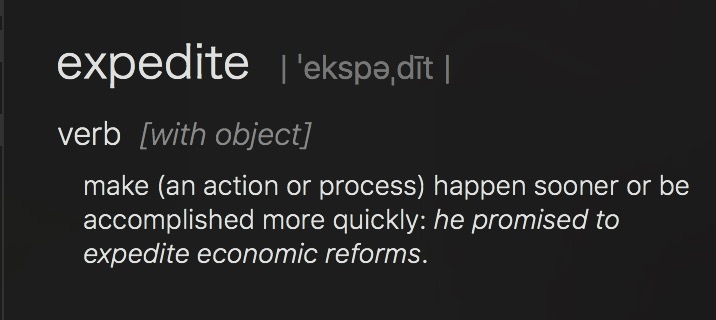 expedite | ˈekspəˌdīt |
verb [with object]
make (an action or process) happen sooner or be
accomplished more quickly: he promised to
expedite economic reforms.